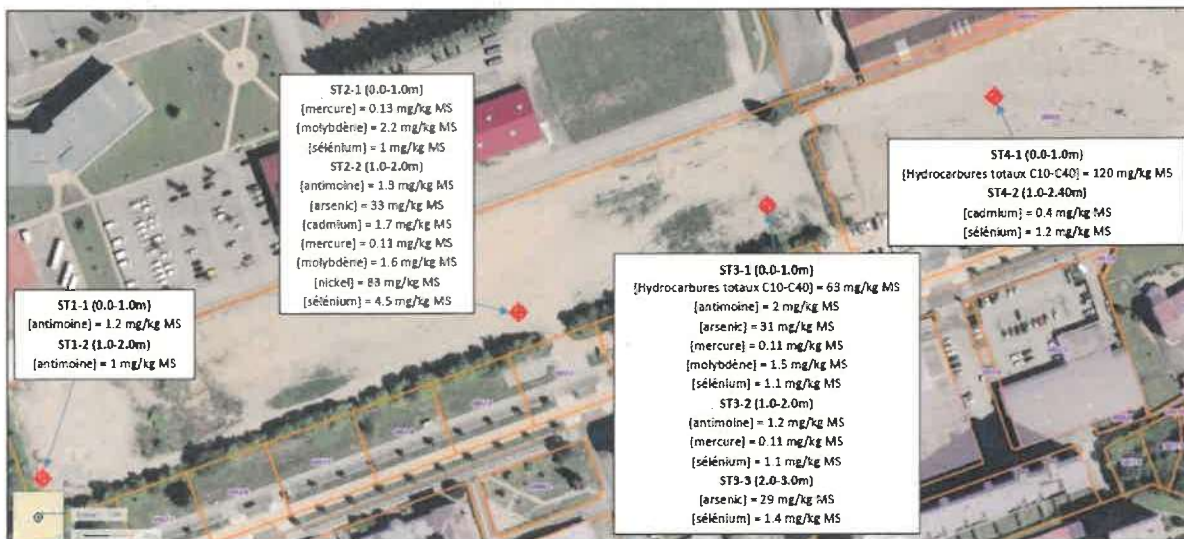 ST1-1 (0.0-1.0m)
[antimoine] = 1.2 mg/kg MS
ST1-2 (1.0-2.0m)
[antimoine] = 1 mg/kg MS
ST2-1 (0.0-1.0m)
[mercure] = 0.13 mg/kg MS
[molybdène] = 2.2 mg/kg MS
[sélénium] = 1 mg/kg MS
ST2-2 (1.0-2.0m)
[antimoine] = 1.3 mg/kg MS
[arsenic] = 33 mg/kg MS
[cadmium] = 1.7 mg/kg MS
[mercure] = 0.11 mg/kg MS
[molybdène] = 1.6 mg/kg MS
[nickel] = 83 mg/kg MS
[sélénium] = 4.5 mg/kg MS
ST3-1 (0.0-1.0m)
[Hydrocarbures totaux C10-C40] = 63 mg/kg MS
[antimoine] = 2 mg/kg MS
[arsenic] = 31 mg/kg MS
[mercure] = 0.11 mg/kg MS
[molybdène] = 1.5 mg/kg MS
[sélénium] = 1.1 mg/kg MS
ST3-2 (1.0-2.0m)
[antimoine] = 1.2 mg/kg MS
[mercure] = 0.11 mg/kg MS
[sélénium] = 1.1 mg/kg MS
ST3-3 (2.0-3.0m)
[arsenic] = 29 mg/kg MS
[sélénium] = 1.4 mg/kg MS
ST4-1 (0.0-1.0m)
[Hydrocarbures totaux C10-C40] = 120 mg/kg MS
ST4-2 (1.0-2.40m)
[cadmium] = 0.4 mg/kg MS
[sélénium] = 1.2 mg/kg MS